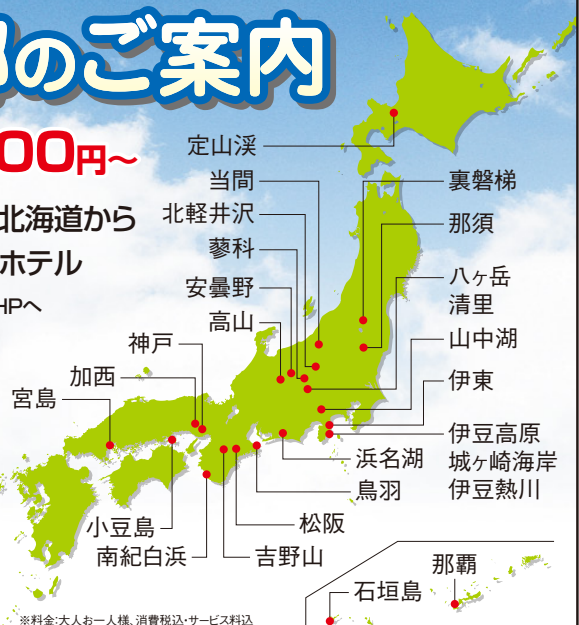 のご案内
00円～
北海道から
ホテル
HPへ
定山渓
当間
北軽井沢
蓼科
安曇野
高山
神戸
加西
宮島
裏磐梯
那須
八ヶ岳
清里
山中湖
伊東
伊豆高原
城ヶ崎海岸
伊豆熱川
浜名湖
鳥羽
松阪
吉野山
小豆島
南紀白浜
那覇
石垣島
※料金:大人お一人様、消費税込・サービス料込